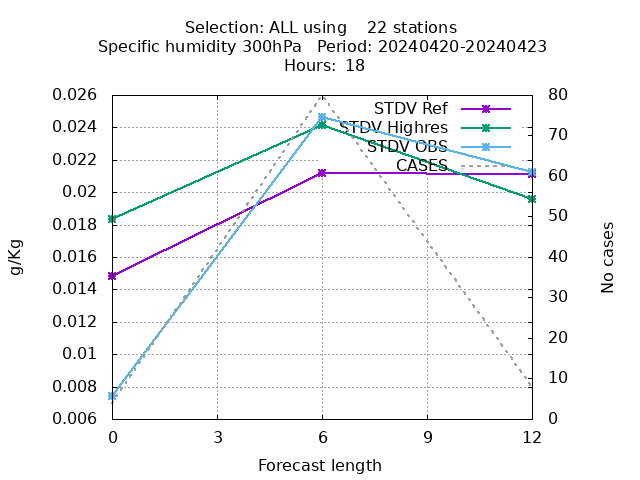 Selection: ALL using    22 stations
Specific humidity 300hPa   Period: 20240420-20240423
Hours: 18
STDV Ref
STDV Highres
STDV OBS
CASES
0.026
0.024
0.022
0.02
0.018
0.016
0.014
0.012
0.01
0.008
0.006
80
70
60
50
40
30
20
10
0
g/Kg
No cases
0 3 6 9 12
Forecast length